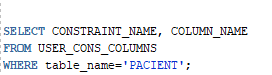 SELECT CONSTRAINT_NAME, COLUMN_NAME
FROM USER_CONS_COLUMNS
WHERE table_name='PACIENT';